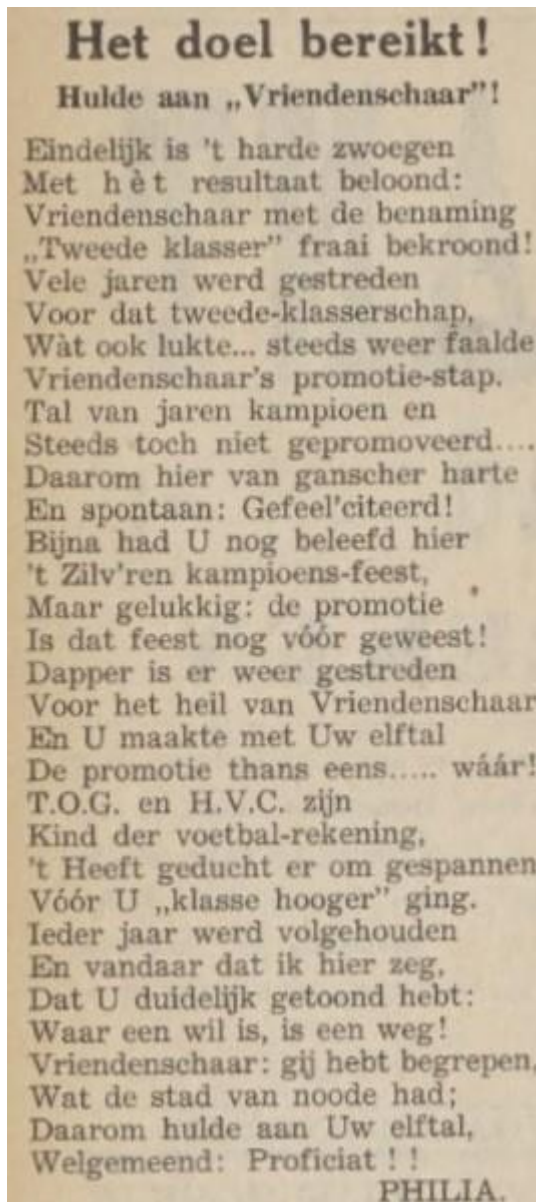 Het doel bereikt!
Hulde aan „Vriendenschaar"!
Eindelijk is 't harde zwoegen
Met hèt resultaat beloond:
Vriendenschaar met de benaming
„Tweede klasser" fraai bekroond!
Vele jaren werd gestreden
Voor dat tweede-klasserschap,
Wàt ook lukte... steeds weer faalde
Vriendenschaar's promotie-stap.
Tal van jaren kampioen en
Steeds toch niet gepromoveerd....
Daarom hier van ganscher harte
En spontaan: Gefeel'citeerd!
Bijna had U nog beleefd hier
't Zilv'ren kampioens-feest,
Maar gelukkig: de promotie
Is dat feest nog vóór geweest!
Dapper is er weer gestreden
Voor het heil van Vriendenschaar
En U maakte met Uw elftal
De promotie thans eens..... wáár!
T.O.G. en H.V.C. zijn
Kind der voetbal-rekening,
't Heeft geducht er om gespannen
Vóór U „klasse hooger" ging.
Ieder jaar werd volgehouden
En vandaar dat ik hier zeg,
Dat U duidelijk getoond hebt:
Waar een wil is, is een weg!
Vriendenschaar: gij hebt begrepen,
Wat de stad van noode had;
Daarom hulde aan Uw elftal,
Welgemeend: Proficiat ! !
PHILIA.